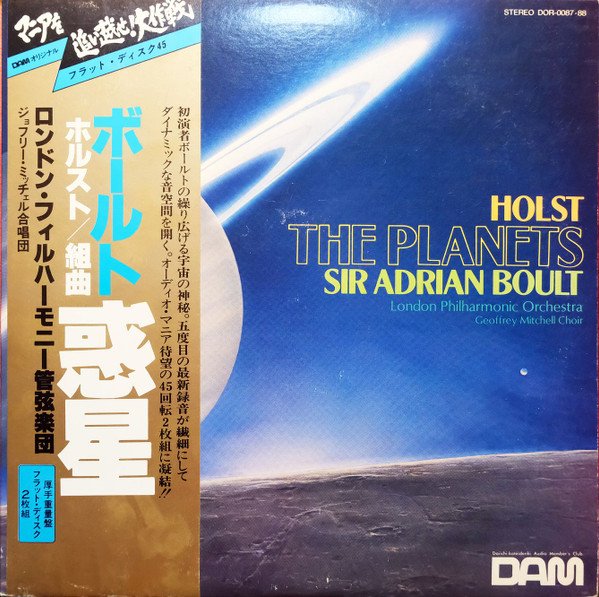 マニアを
追い越せ!大作戦
DAMオリジナル
フラット・ディスク45
初演者ボールトの繰り広げる宇宙の神秘。五度目の最新録音が繊細にして
ダイナミックな音空間を開く。オーディオ・マニア待望の45回転2枚組に凝結!!
ボールト
ホルスト/組曲
惑星
ロンドン・フィルハーモニー管弦楽団
ジョフリー・ミッチェル合唱団
厚手重量盤
フラット・ディスク
2枚組
STEREO DOR-0087-88
HOLST
THE PLANETS
SIR ADRIAN BOULT
London Philharmonic Orchestra
Geoffrey Mitchell Choir
Daiichi-kateidenki Audio Member's Club
DAM